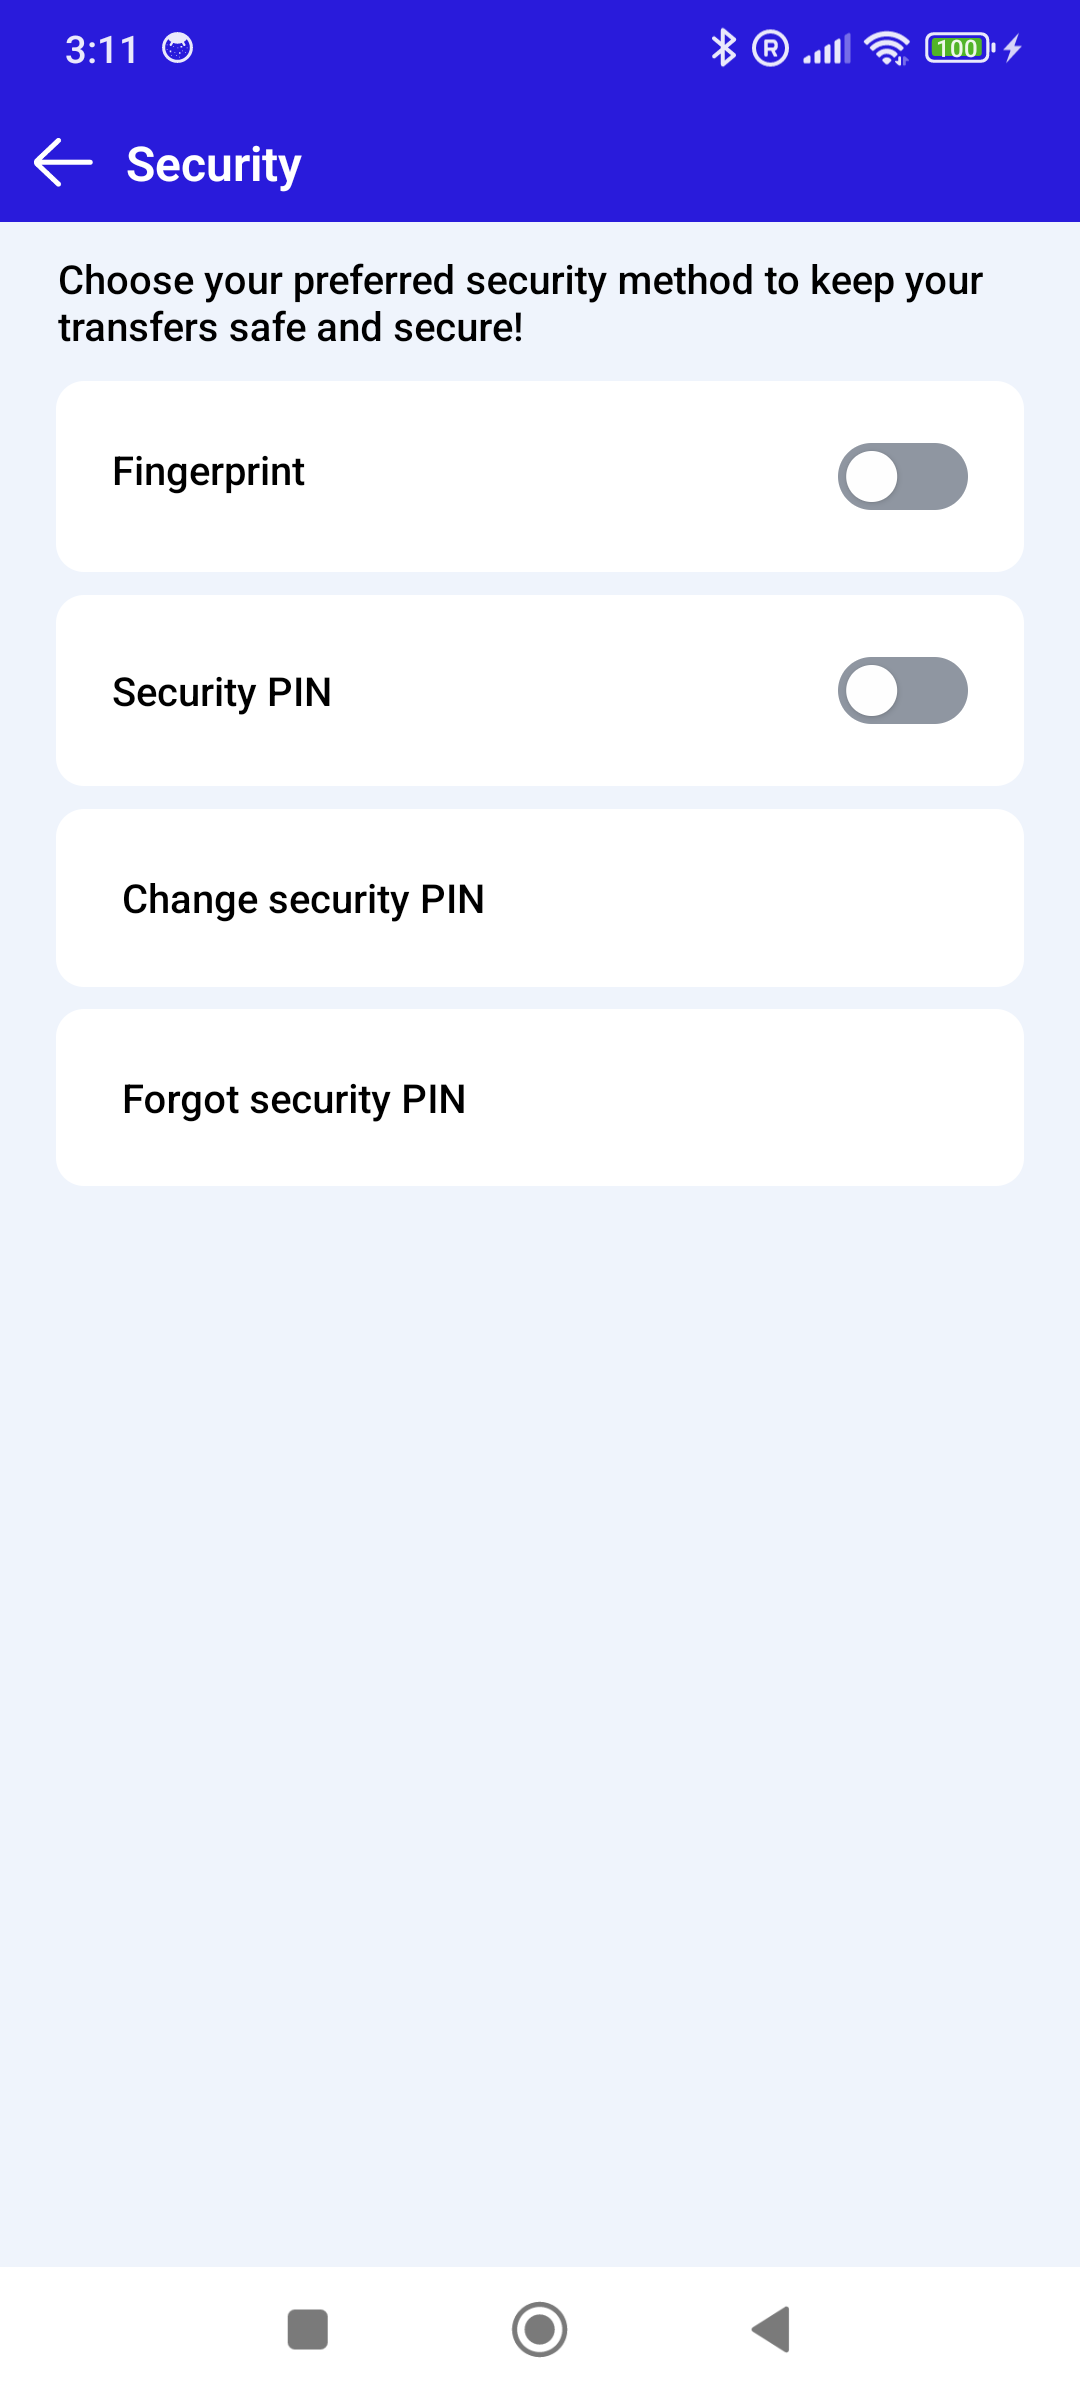 3:11
R
100
Security
Choose your preferred security method to keep your
transfers safe and secure!
Fingerprint
Security PIN
Change security PIN
Forgot security PIN